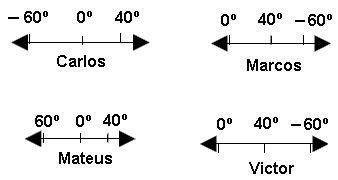 − 60º 0º 40º
Carlos
0º 40º −60º
Marcos
60º 0º 40º
Mateus
0º 40º −60º
Victor